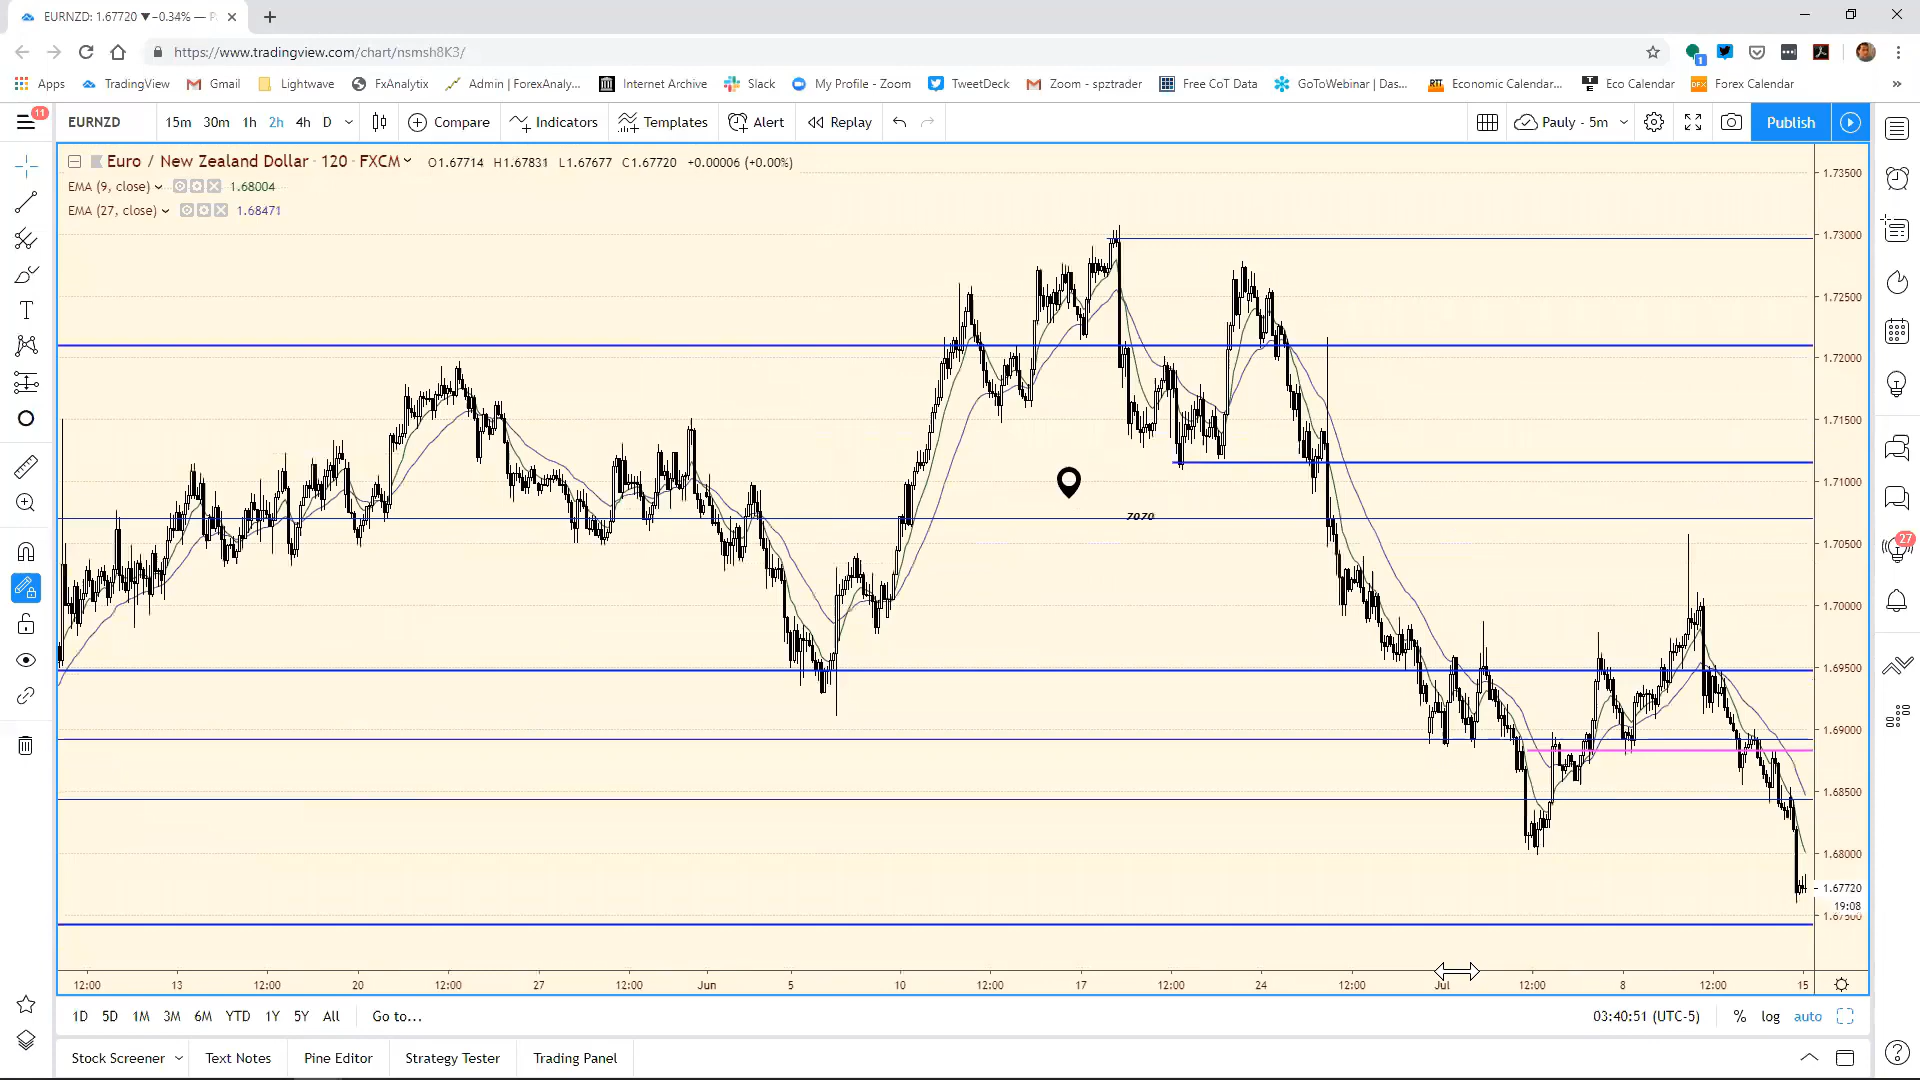 EURNZD: 1.67720 ▼−0.34% — P
https://www.tradingview.com/chart/nsmsh8K3/
1
Apps TradingView Gmail Lightwave FxAnalytix Admin | ForexAnaly... Internet Archive Slack My Profile - Zoom TweetDeck Zoom - spztrader Free CoT Data GoToWebinar | Das... RTT Economic Calendar... Eco Calendar DFX Forex Calendar »
11
EURNZD 15m 30m 1h 2h 4h D Compare Indicators Templates Alert Replay Pauly - 5m Publish
Euro / New Zealand Dollar · 120 · FXCM O1.67714 H1.67831 L1.67677 C1.67720 +0.00006 (+0.00%)
EMA (9, close) 1.68004
EMA (27, close) 1.68471
1.73500
1.73000
1.72500
1.72000
1.71500
1.71000
7070
1.70500
27
1.70000
1.69500
1.69000
1.68500
1.68000
1.67720
19:08
1.67500
12:00 13 12:00 20 12:00 27 12:00 Jun 5 10 12:00 17 12:00 24 12:00 Jul 12:00 8 12:00 15
1D 5D 1M 3M 6M YTD 1Y 5Y All Go to... 03:40:51 (UTC-5) % log auto
Stock Screener Text Notes Pine Editor Strategy Tester Trading Panel